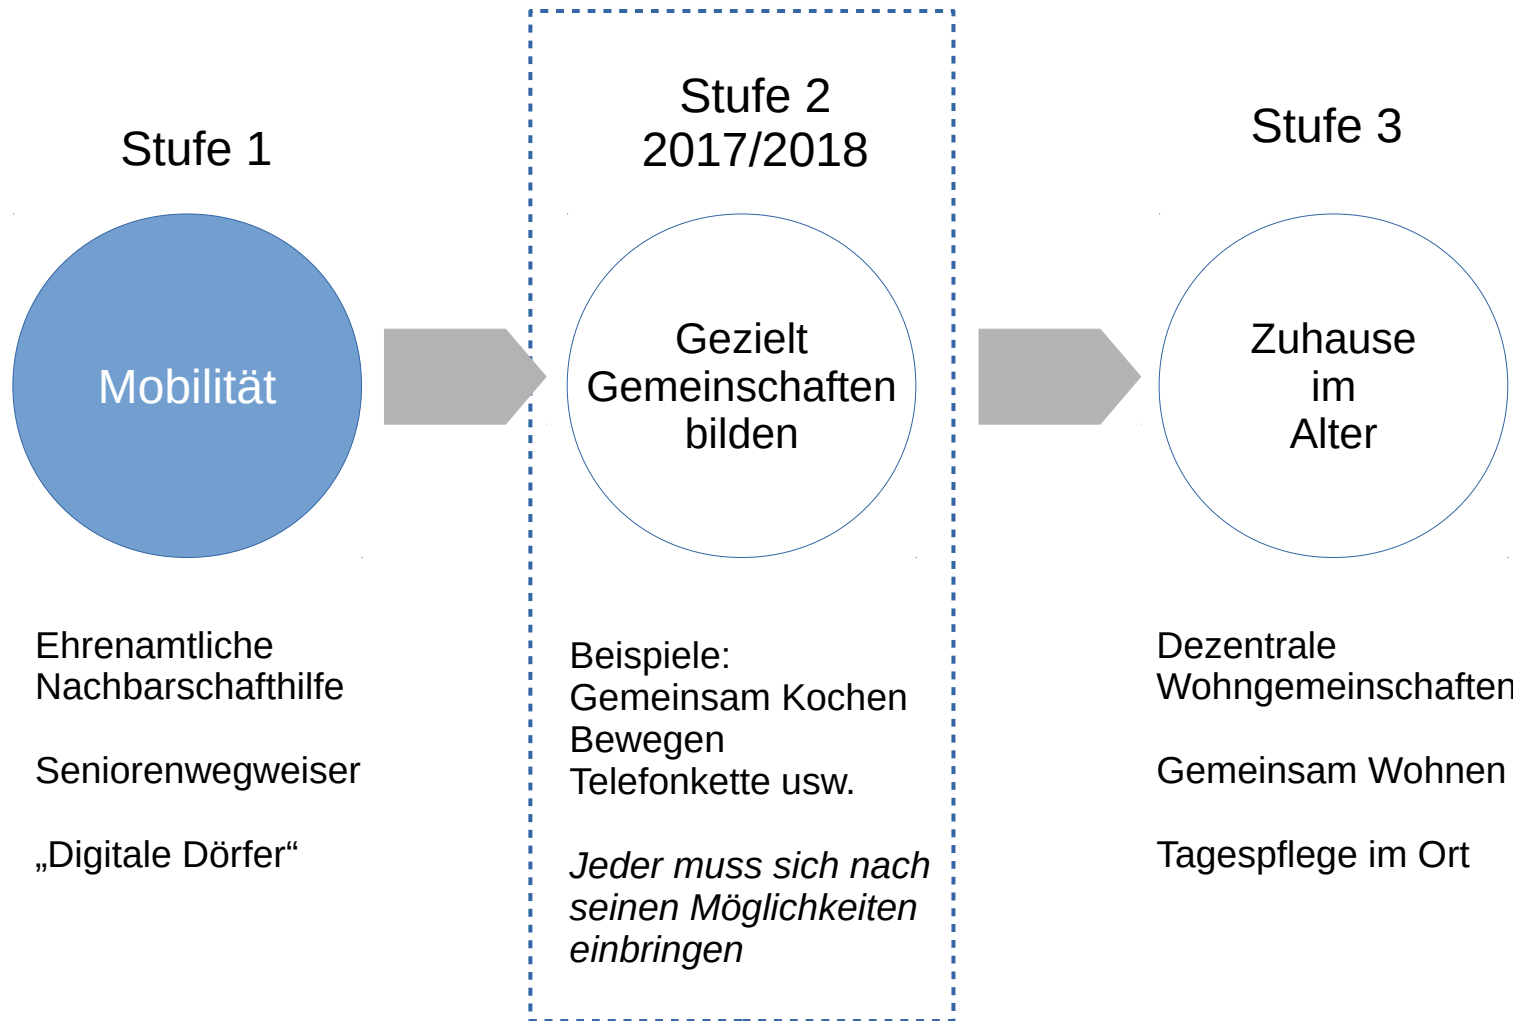 Stufe 1
Mobilität
Ehrenamtliche
Nachbarschafthilfe
Seniorenwegweiser
„Digitale Dörfer“
Stufe 2
2017/2018
Gezielt
Gemeinschaften
bilden
Beispiele:
Gemeinsam Kochen
Bewegen
Telefonkette usw.
Jeder muss sich nach
seinen Möglichkeiten
einbringen
Stufe 3
Zuhause
im
Alter
Dezentrale
Wohngemeinschaften
Gemeinsam Wohnen
Tagespflege im Ort